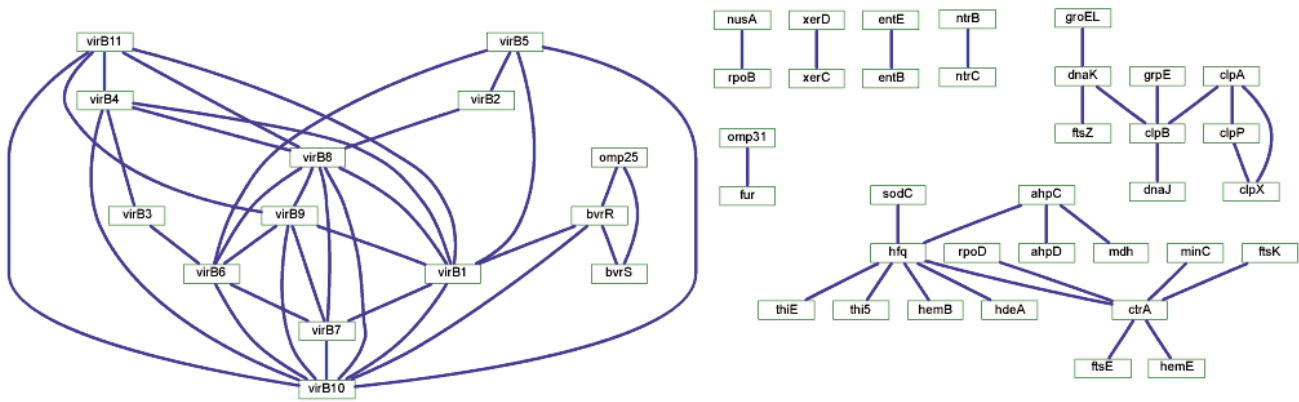 virB11
virB5
virB4
virB2
virB8
omp25
virB3
virB9
bvrR
virB6
virB1
bvrS
virB7
virB10
nusA
xerD
entE
ntrB
rpoB
xerC
entB
ntrC
omp31
fur
groEL
dnaK
grpE
clpA
ftsZ
clpB
clpP
dnaJ
clpX
sodC
ahpC
hfq
rpoD
ahpD
mdh
minC
ftsK
thiE
thi5
hemB
hdeA
ctrA
ftsE
hemE